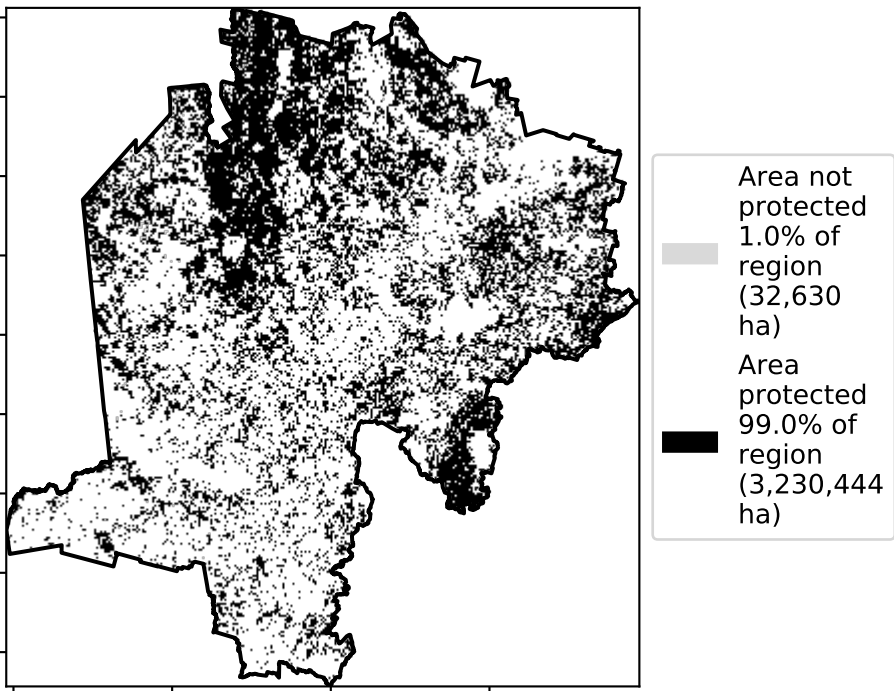 Area not
protected
1.0% of
region
(32,630
ha)
Area
protected
99.0% of
region
(3,230,444
ha)